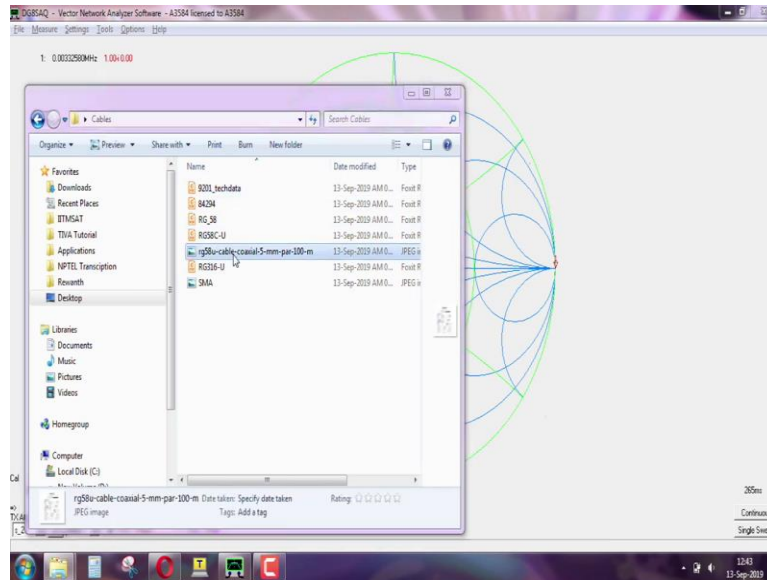 DG8SAQ - Vector Network Analyzer Software - A3584 licensed to A3584
File Measure Settings Tools Options Help
1: 0.00332580MHz 1.00+0.00
Cables
Search Cables
Organize Preview Share with Print Burn New folder
Name Date modified Type
Favorites
Downloads
Recent Places
IITMSAT
TIVA Tutorial
Applications
NPTEL Transciption
Rewanth
Desktop
Libraries
Documents
Music
Pictures
Videos
Homegroup
Computer
Local Disk (C:)
9201_techdata 13-Sep-2019 AM 0... Foxit R
84294 13-Sep-2019 AM 0... Foxit R
RG_58 13-Sep-2019 AM 0... Foxit R
RG58C-U 13-Sep-2019 AM 0... Foxit R
rg58u-cable-coaxial-5-mm-par-100-m 13-Sep-2019 AM 0... JPEG i
RG316-U 13-Sep-2019 AM 0... Foxit R
SMA 13-Sep-2019 AM 0... JPEG i
rg58u-cable-coaxial-5-mm-par-100-m Date taken: Specify date taken Rating:
JPEG image Tags: Add a tag
Cal
265ms
Continuou
Single Swe
12:43
13-Sep-2019